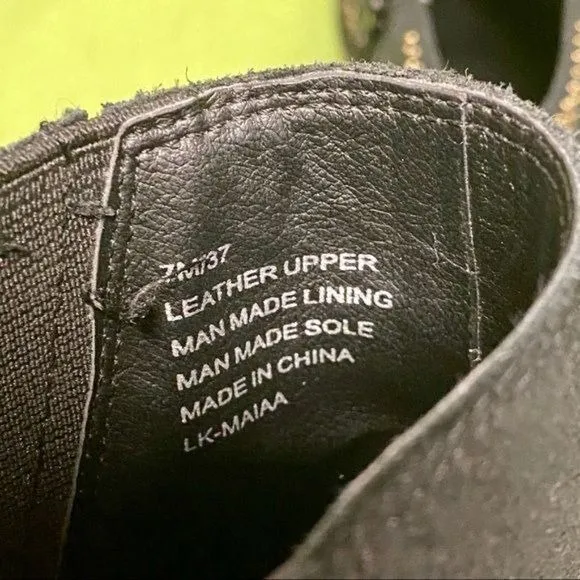 7M/37
LEATHER UPPER
MAN MADE LINING
MAN MADE SOLE
MADE IN CHINA
LK-MAIAA